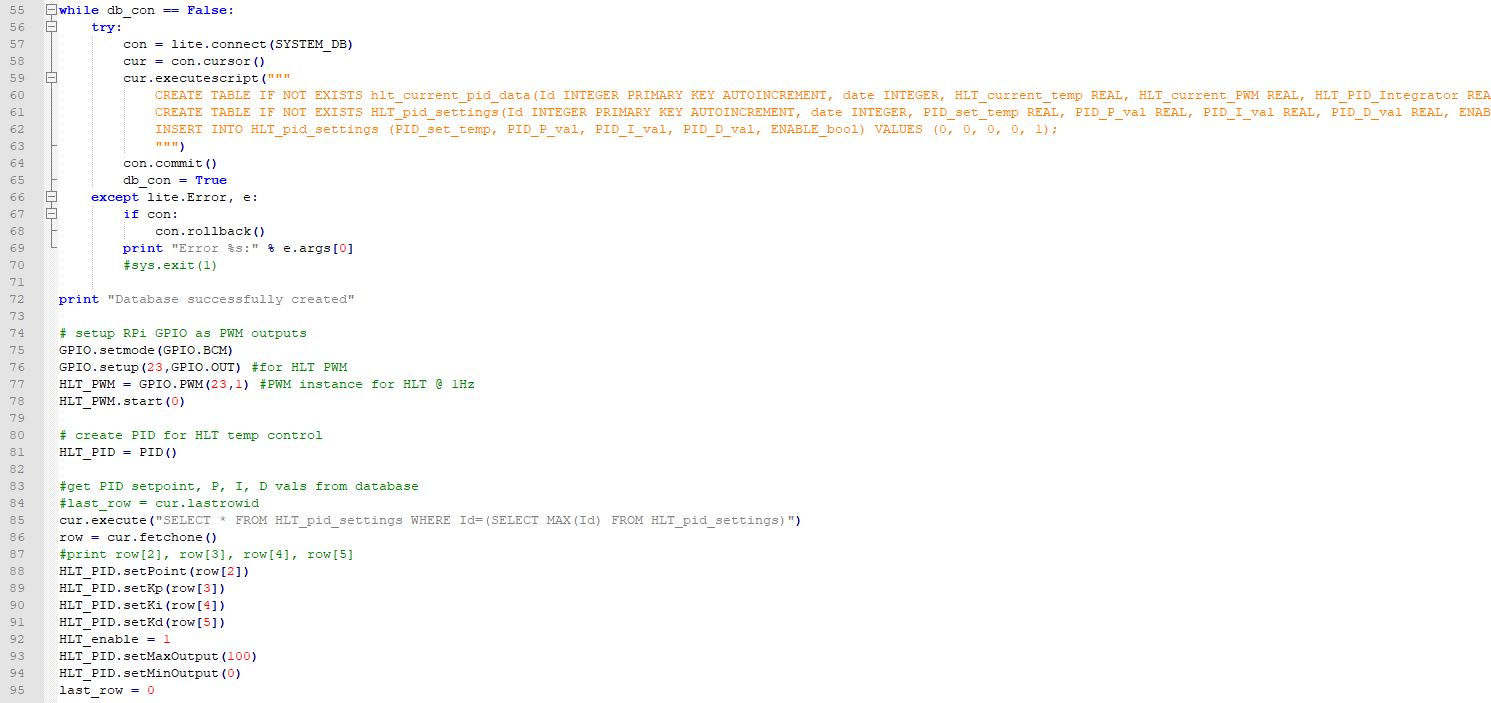 55 while db_con == False:
56     try:
57         con = lite.connect(SYSTEM_DB)
58         cur = con.cursor()
59         cur.executescript("""
60             CREATE TABLE IF NOT EXISTS hlt_current_pid_data(Id INTEGER PRIMARY KEY AUTOINCREMENT, date INTEGER, HLT_current_temp REAL, HLT_current_PWM REAL, HLT_PID_Integrator REA
61             CREATE TABLE IF NOT EXISTS HLT_pid_settings(Id INTEGER PRIMARY KEY AUTOINCREMENT, date INTEGER, PID_set_temp REAL, PID_P_val REAL, PID_I_val REAL, PID_D_val REAL, ENAB
62             INSERT INTO HLT_pid_settings (PID_set_temp, PID_P_val, PID_I_val, PID_D_val, ENABLE_bool) VALUES (0, 0, 0, 0, 1);
63             """)
64         con.commit()
65         db_con = True
66     except lite.Error, e:
67         if con:
68             con.rollback()
69         print "Error %s:" % e.args[0]
70         #sys.exit(1)
71
72 print "Database successfully created"
73
74 # setup RPi GPIO as PWM outputs
75 GPIO.setmode(GPIO.BCM)
76 GPIO.setup(23,GPIO.OUT) #for HLT PWM
77 HLT_PWM = GPIO.PWM(23,1) #PWM instance for HLT @ 1Hz
78 HLT_PWM.start(0)
79
80 # create PID for HLT temp control
81 HLT_PID = PID()
82
83 #get PID setpoint, P, I, D vals from database
84 #last_row = cur.lastrowid
85 cur.execute("SELECT * FROM HLT_pid_settings WHERE Id=(SELECT MAX(Id) FROM HLT_pid_settings)")
86 row = cur.fetchone()
87 #print row[2], row[3], row[4], row[5]
88 HLT_PID.setPoint(row[2])
89 HLT_PID.setKp(row[3])
90 HLT_PID.setKi(row[4])
91 HLT_PID.setKd(row[5])
92 HLT_enable = 1
93 HLT_PID.setMaxOutput(100)
94 HLT_PID.setMinOutput(0)
95 last_row = 0